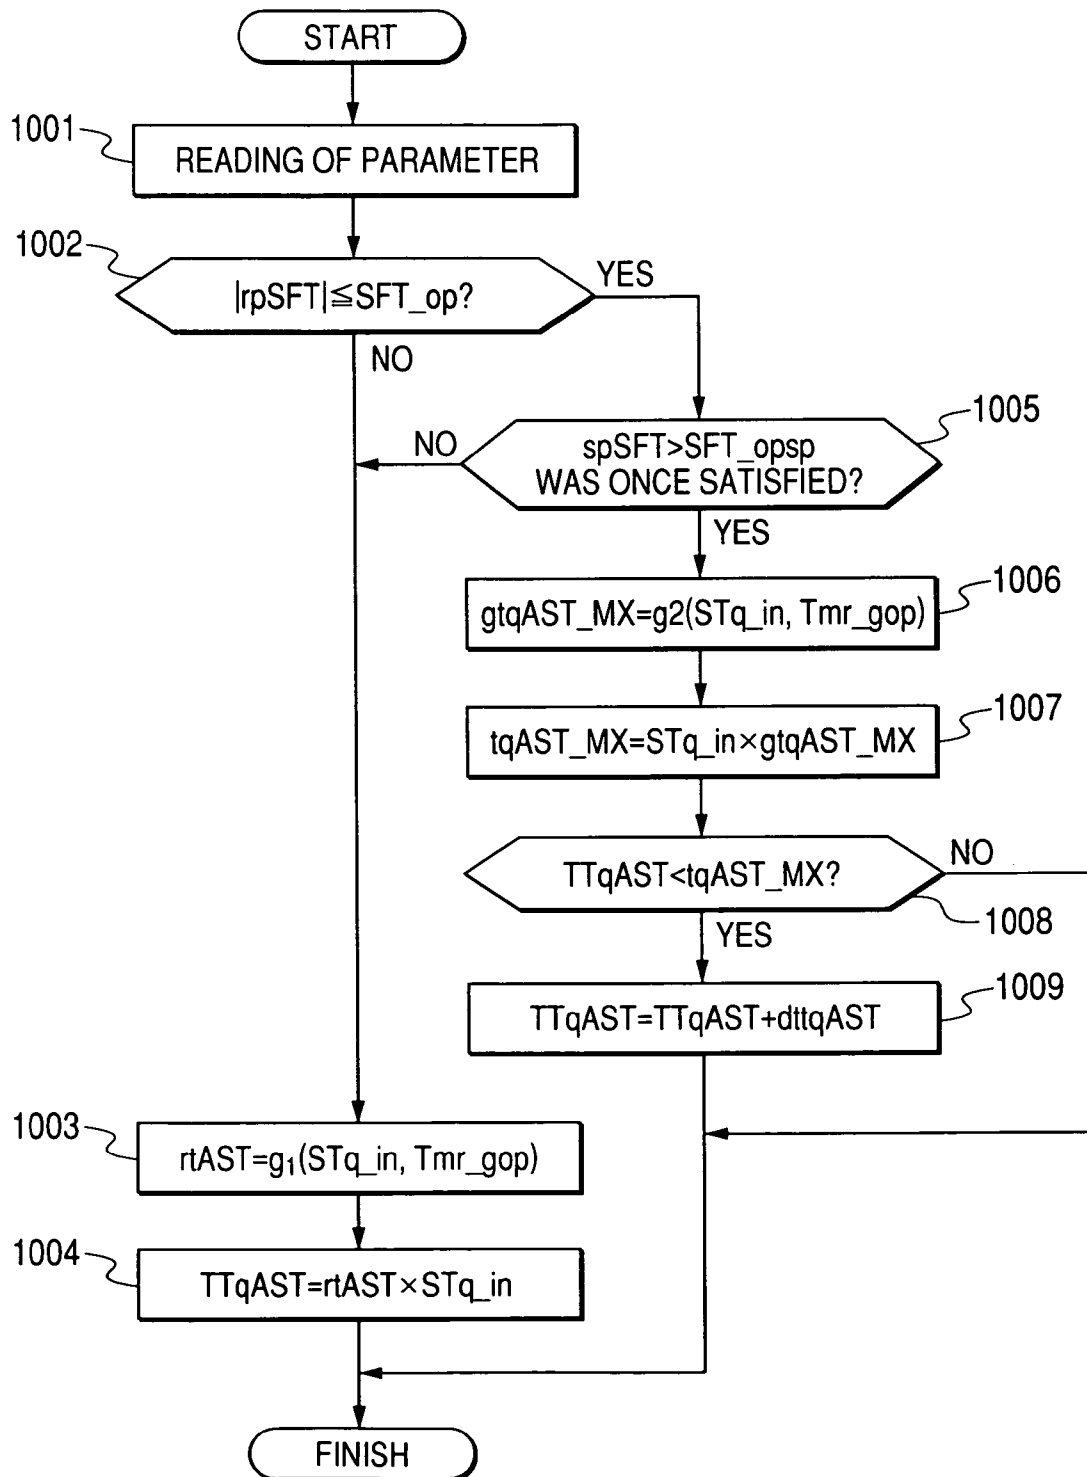 START
1001
READING OF PARAMETER
1002
|rpSFT|≦SFT_op?
YES
NO
1005
NO
spSFT>SFT_opsp
WAS ONCE SATISFIED?
YES
1006
gtqAST_MX=g2(STq_in, Tmr_gop)
1007
tqAST_MX=STq_in×gtqAST_MX
TTqAST<tqAST_MX?
NO
1008
YES
1009
TTqAST=TTqAST+dttqAST
1003
rtAST=g₁(STq_in, Tmr_gop)
1004
TTqAST=rtAST×STq_in
FINISH